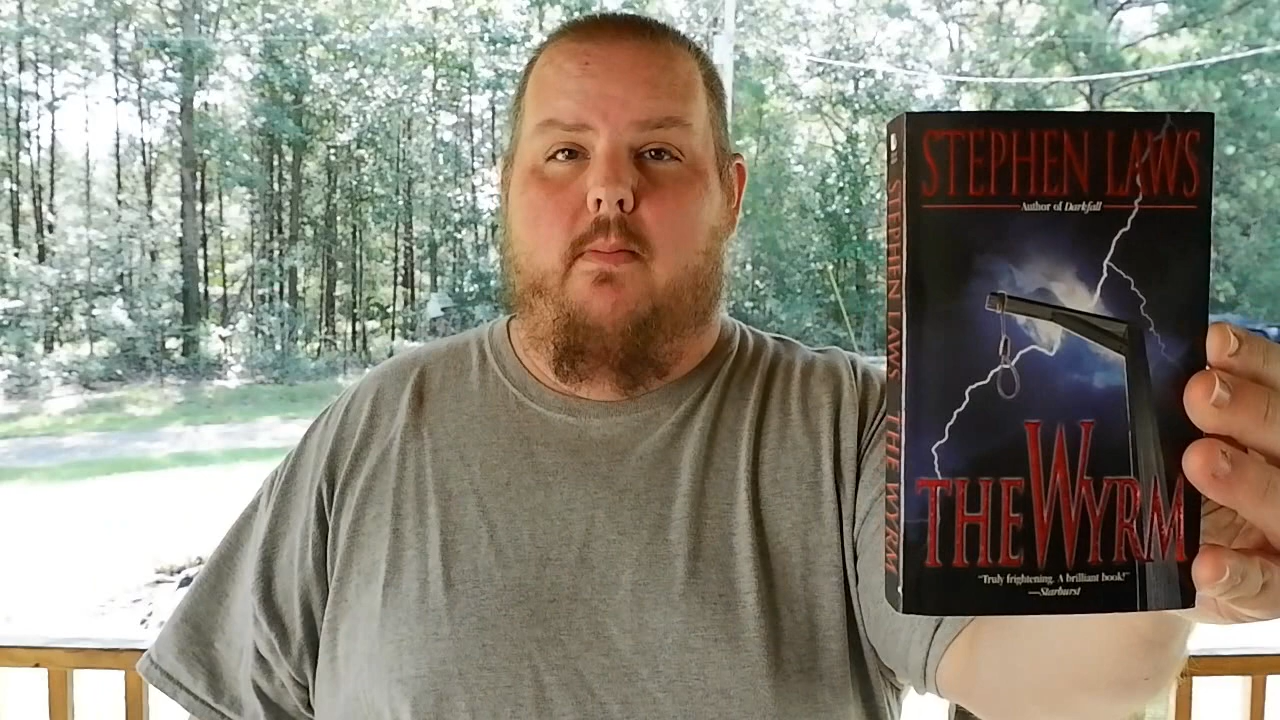 STEPHEN LAWS
Author of Darkfall
THE WYRM
"Truly frightening. A brilliant book!"
—Starburst
STEPHEN LAWS THE WYRM